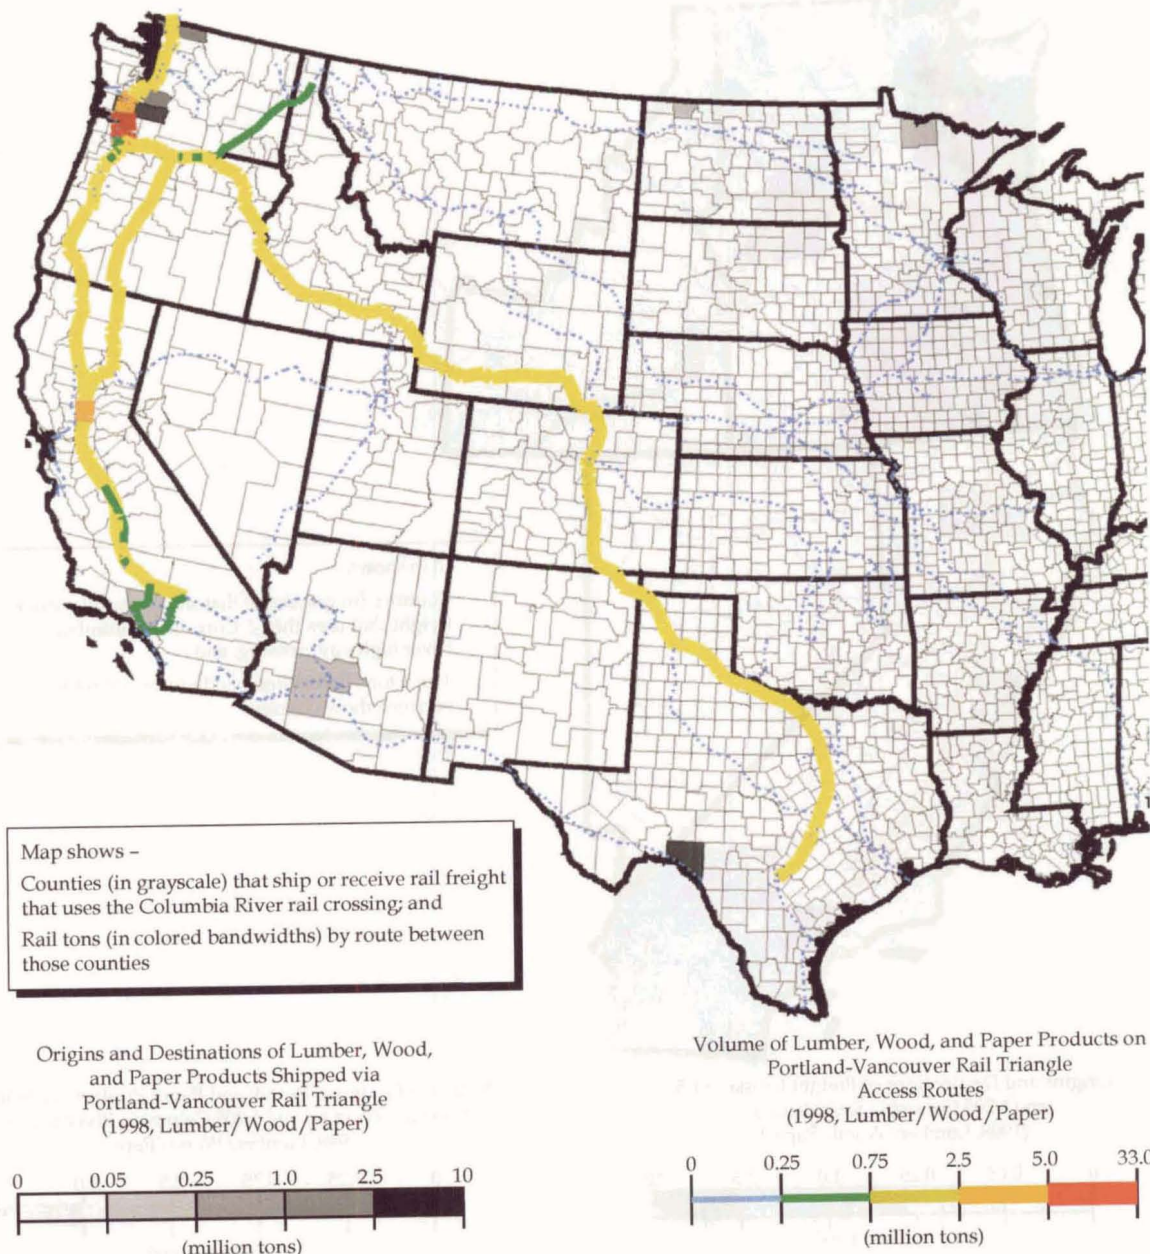 Map shows –
Counties (in grayscale) that ship or receive rail freight
that uses the Columbia River rail crossing; and
Rail tons (in colored bandwidths) by route between
those counties
Origins and Destinations of Lumber, Wood,
and Paper Products Shipped via
Portland-Vancouver Rail Triangle
(1998, Lumber/Wood/Paper)
0 0.05 0.25 1.0 2.5 10
(million tons)
Volume of Lumber, Wood, and Paper Products on
Portland-Vancouver Rail Triangle
Access Routes
(1998, Lumber/Wood/Paper)
0 0.25 0.75 2.5 5.0 33.0
(million tons)